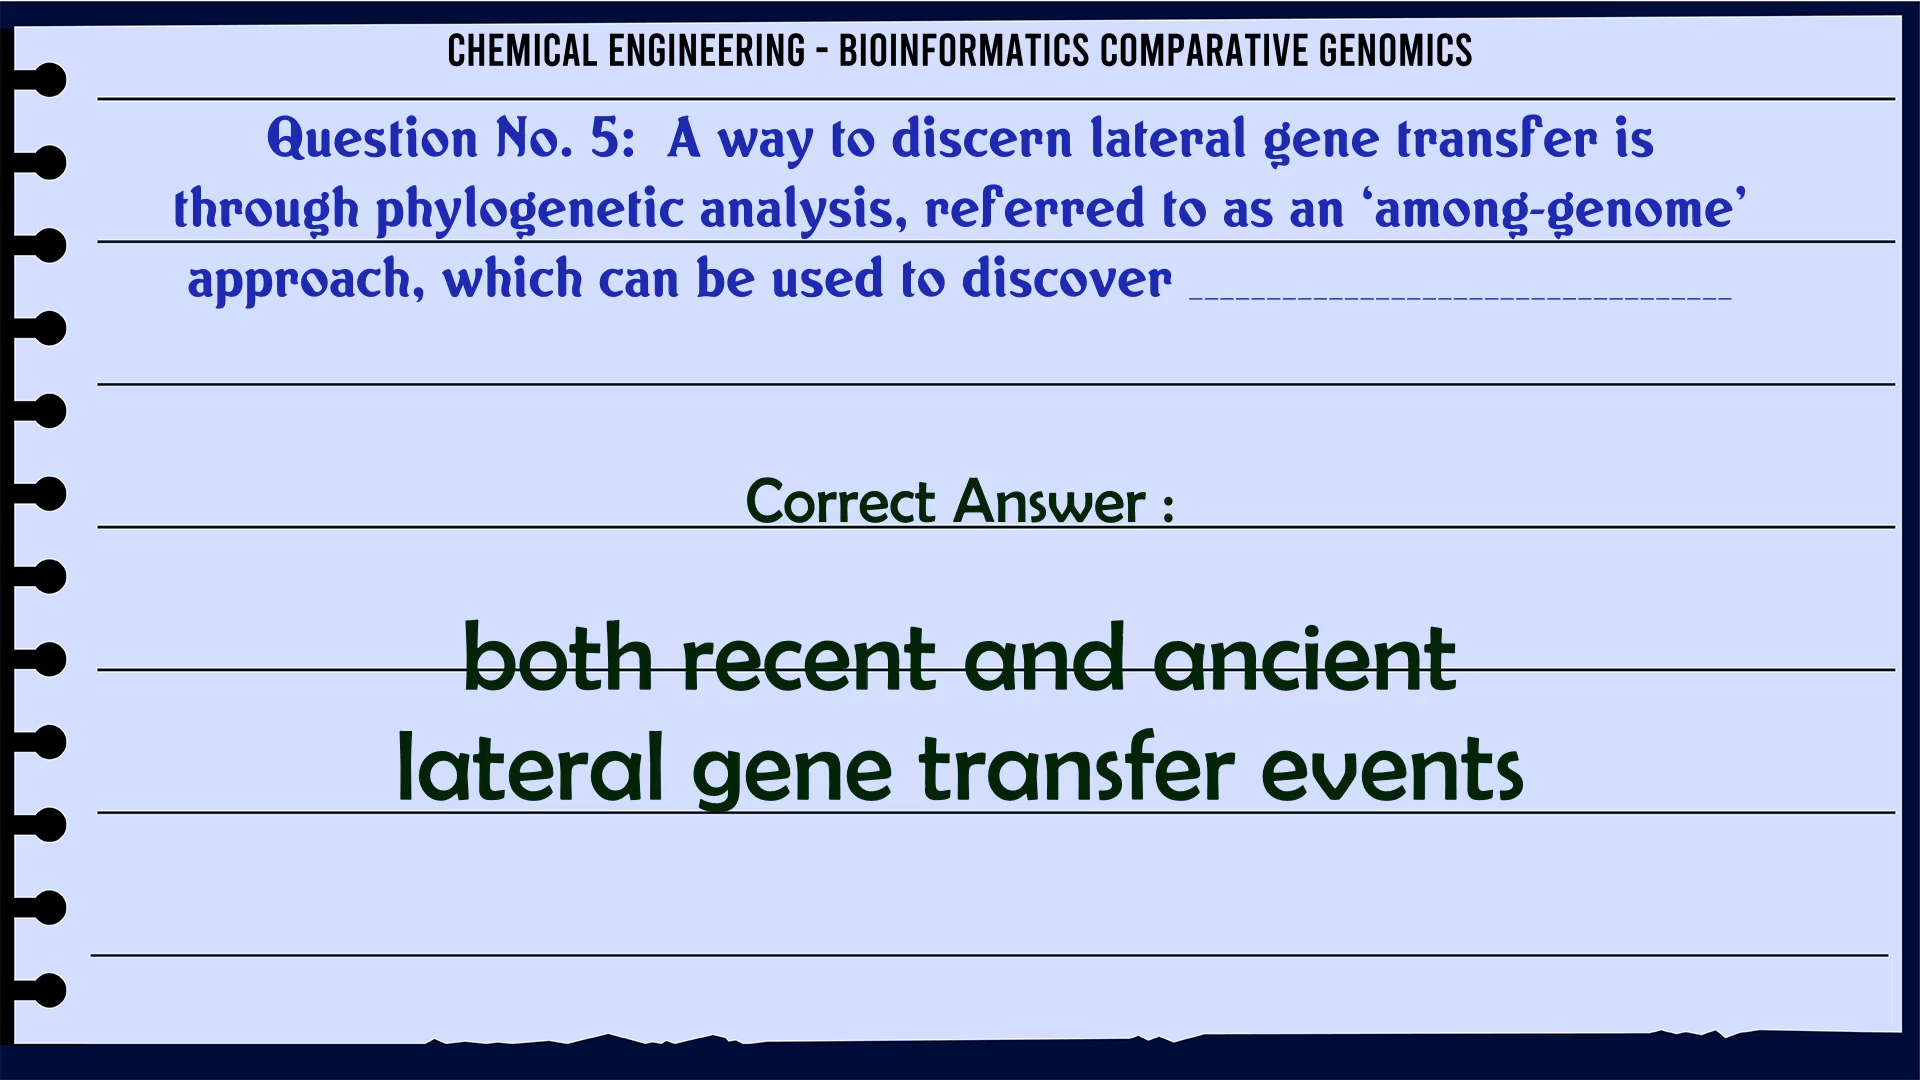 CHEMICAL ENGINEERING - BIOINFORMATICS COMPARATIVE GENOMICS
Question No. 5:  A way to discern lateral gene transfer is
through phylogenetic analysis, referred to as an ‘among-genome’
approach, which can be used to discover ___________________________________
Correct Answer :
both recent and ancient
lateral gene transfer events